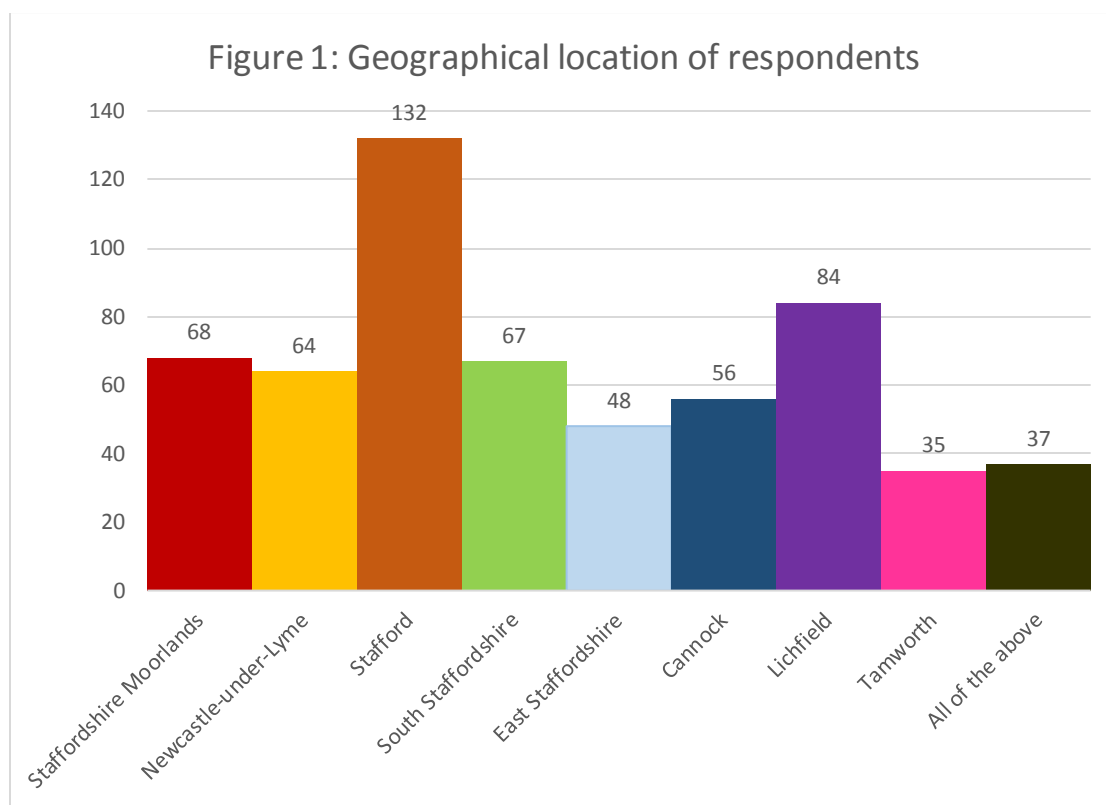 Figure 1: Geographical location of respondents
140
120
100
80
60
40
20
0
68
64
132
67
48
56
84
35
37
Staffordshire Moorlands
Newcastle-under-Lyme
Stafford
South Staffordshire
East Staffordshire
Cannock
Lichfield
Tamworth
All of the above